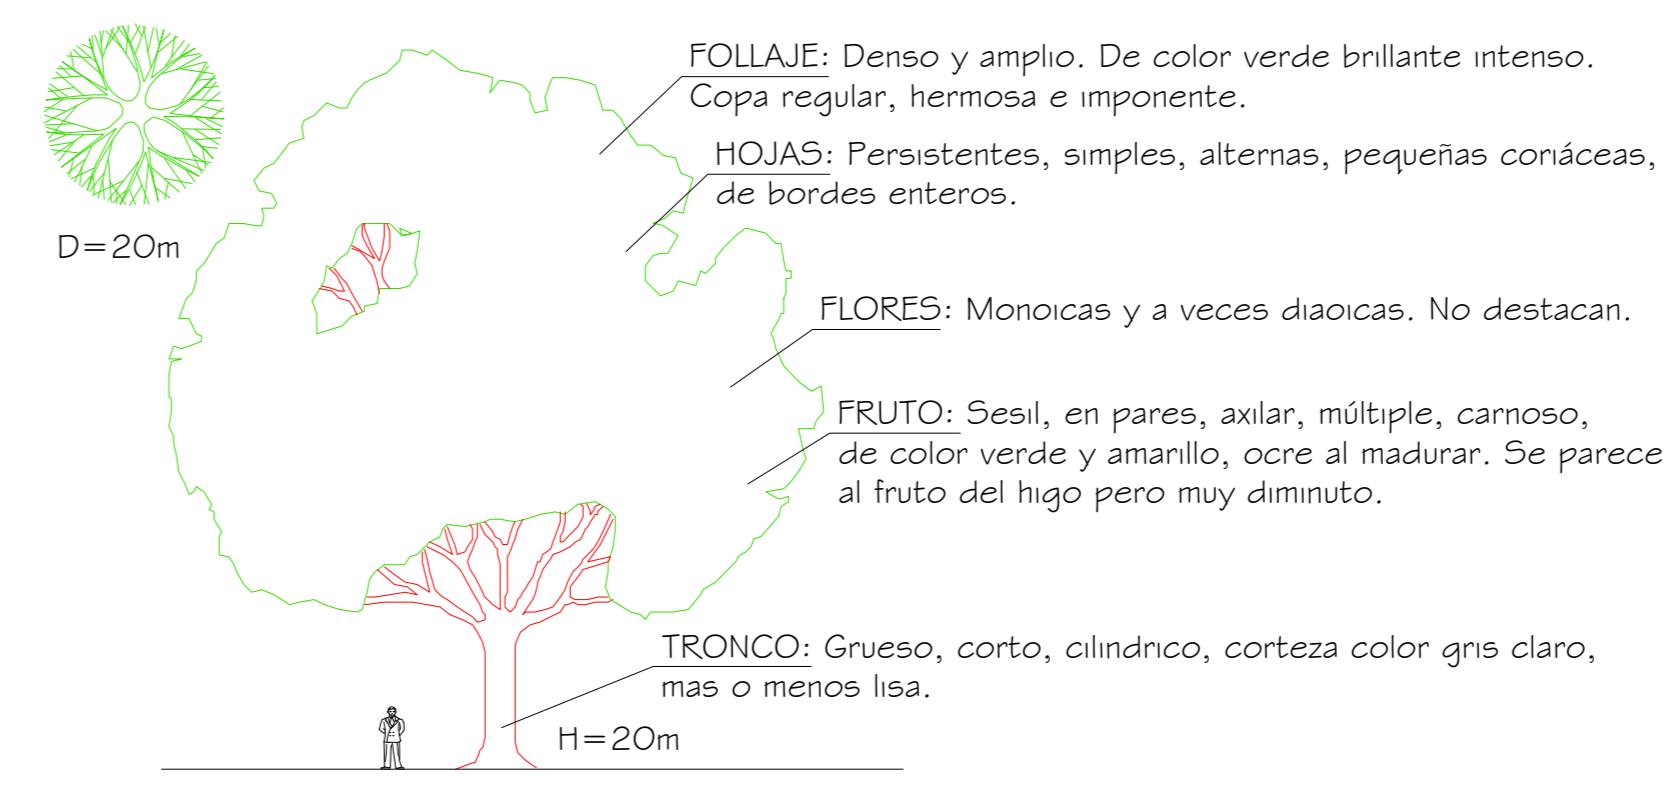 FOLLAJE: Denso y amplio. De color verde brillante intenso.
Copa regular, hermosa e imponente.
HOJAS: Persistentes, simples, alternas, pequeñas coriáceas,
de bordes enteros.
D=20m
FLORES: Monoicas y a veces diaoicas. No destacan.
FRUTO: Sesil, en pares, axilar, múltiple, carnoso,
de color verde y amarillo, ocre al madurar. Se parece
al fruto del higo pero muy diminuto.
TRONCO: Grueso, corto, cilindrico, corteza color gris claro,
mas o menos lisa.
H=20m